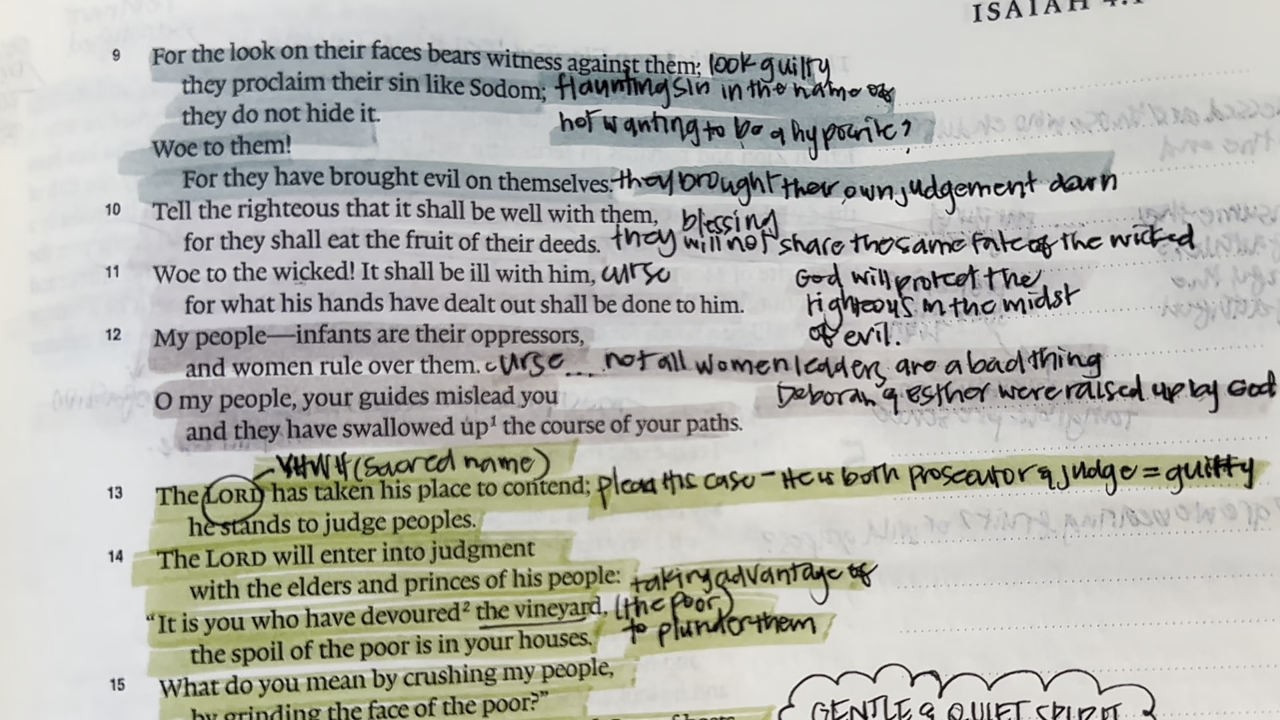 ISAIAH 4:1
9 For the look on their faces bears witness against them; look guilty
they proclaim their sin like Sodom; flaunting sin in the name of
they do not hide it. not wanting to be a hypocrite?
Woe to them!
For they have brought evil on themselves. they brought their own judgement down
10 Tell the righteous that it shall be well with them, blessing
for they shall eat the fruit of their deeds. they will not share the same fate of the wicked
11 Woe to the wicked! It shall be ill with him, curse God will protect the
for what his hands have dealt out shall be done to him. righteous in the midst
12 My people—infants are their oppressors, of evil.
and women rule over them. curse... not all women leaders are a bad thing
O my people, your guides mislead you Deborah & esther were raised up by God
and they have swallowed up¹ the course of your paths.
YHWH (sacred name)
13 The LORD has taken his place to contend; plead his case - He is both prosecutor & judge = guilty
he stands to judge peoples.
14 The LORD will enter into judgment
with the elders and princes of his people: taking advantage of
"It is you who have devoured² the vineyard, (the poor)
the spoil of the poor is in your houses. to plunder them
15 What do you mean by crushing my people,
by grinding the face of the poor?"
GENTLE & QUIET SPIRIT